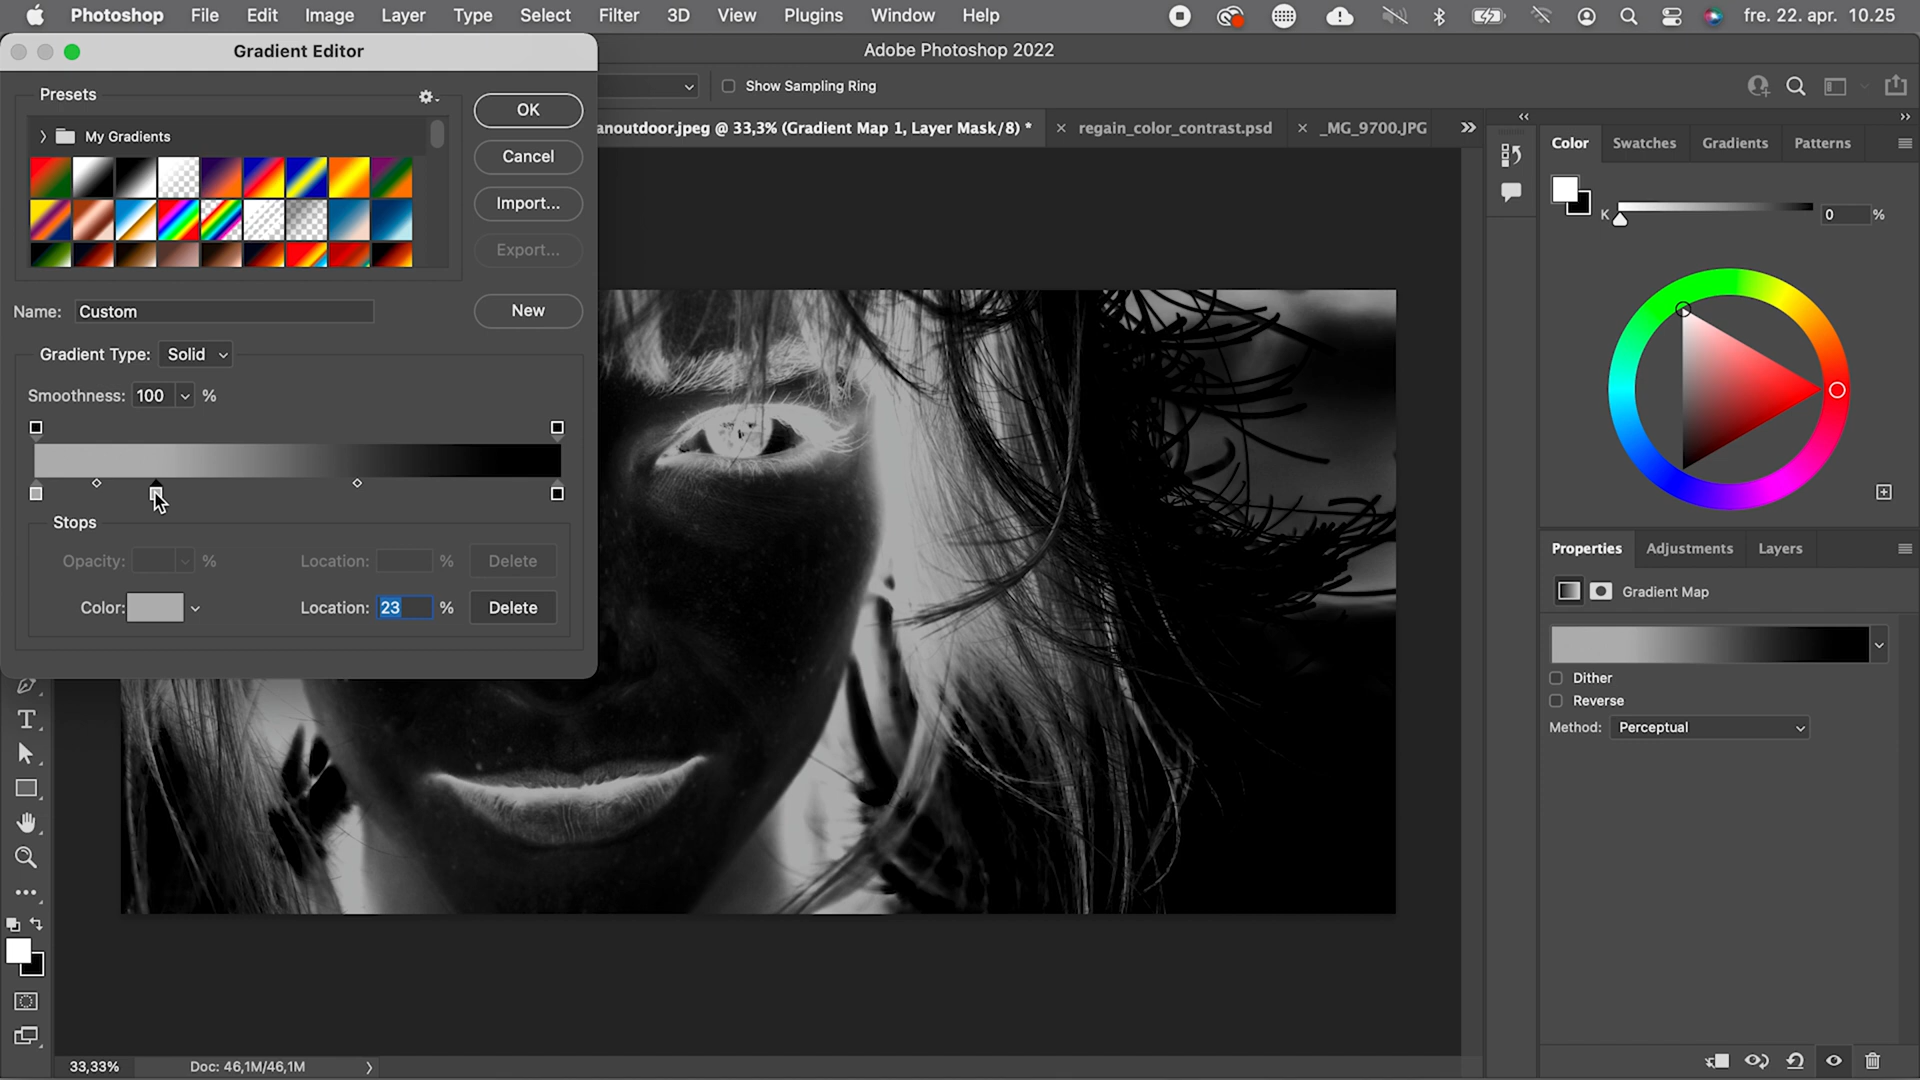 Photoshop File Edit Image Layer Type Select Filter 3D View Plugins Window Help fre. 22. apr. 10.25
Gradient Editor
Adobe Photoshop 2022
Show Sampling Ring
Presets
My Gradients
OK
Cancel
Import...
Export...
New
Name: Custom
Gradient Type: Solid
Smoothness: 100 %
Stops
Opacity: % Location: % Delete
Color: Location: 23 % Delete
anoutdoor.jpeg @ 33,3% (Gradient Map 1, Layer Mask/8) * × regain_color_contrast.psd × _MG_9700.JPG
Color Swatches Gradients Patterns
K 0 %
Properties Adjustments Layers
Gradient Map
Dither
Reverse
Method: Perceptual
33,33% Doc: 46,1M/46,1M